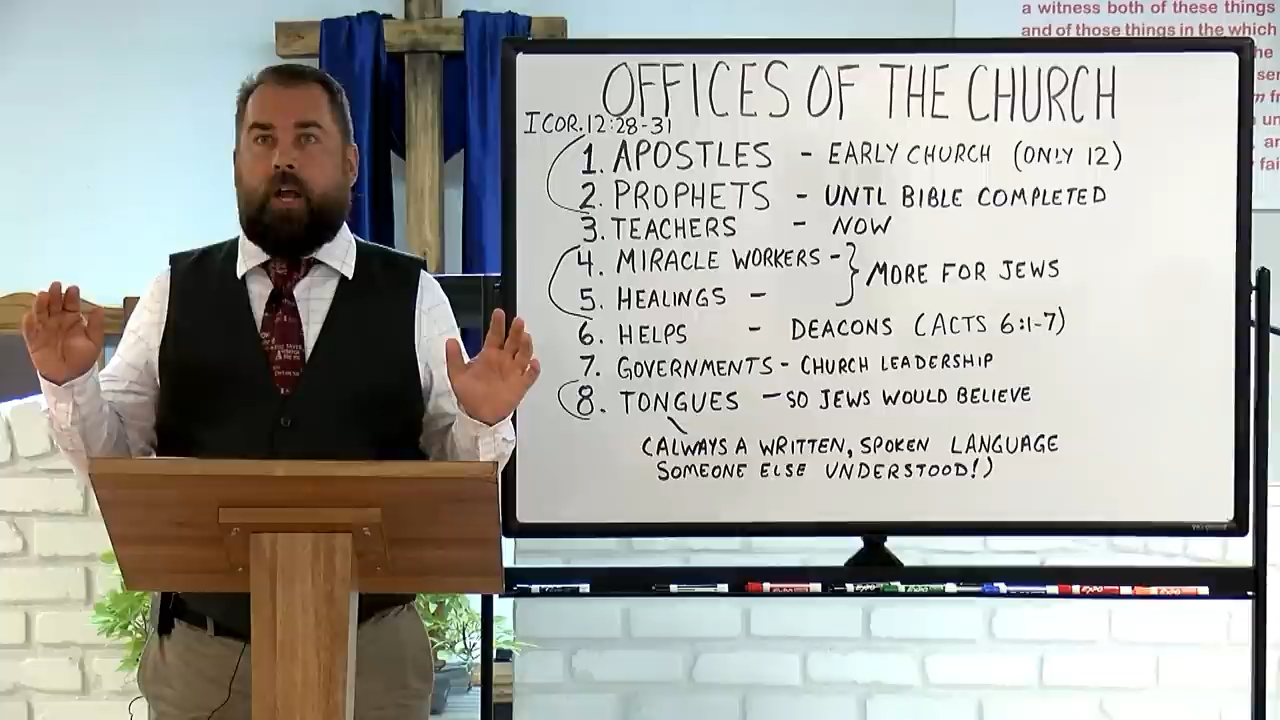 a witness both of these things
and of those things in the which
OFFICES OF THE CHURCH
I COR. 12:28-31
1. APOSTLES - EARLY CHURCH (ONLY 12)
2. PROPHETS - UNTL BIBLE COMPLETED
3. TEACHERS - NOW
4. MIRACLE WORKERS -
5. HEALINGS -
MORE FOR JEWS
6. HELPS - DEACONS (ACTS 6:1-7)
7. GOVERNMENTS - CHURCH LEADERSHIP
8. TONGUES - SO JEWS WOULD BELIEVE
(ALWAYS A WRITTEN, SPOKEN LANGUAGE
SOMEONE ELSE UNDERSTOOD!)